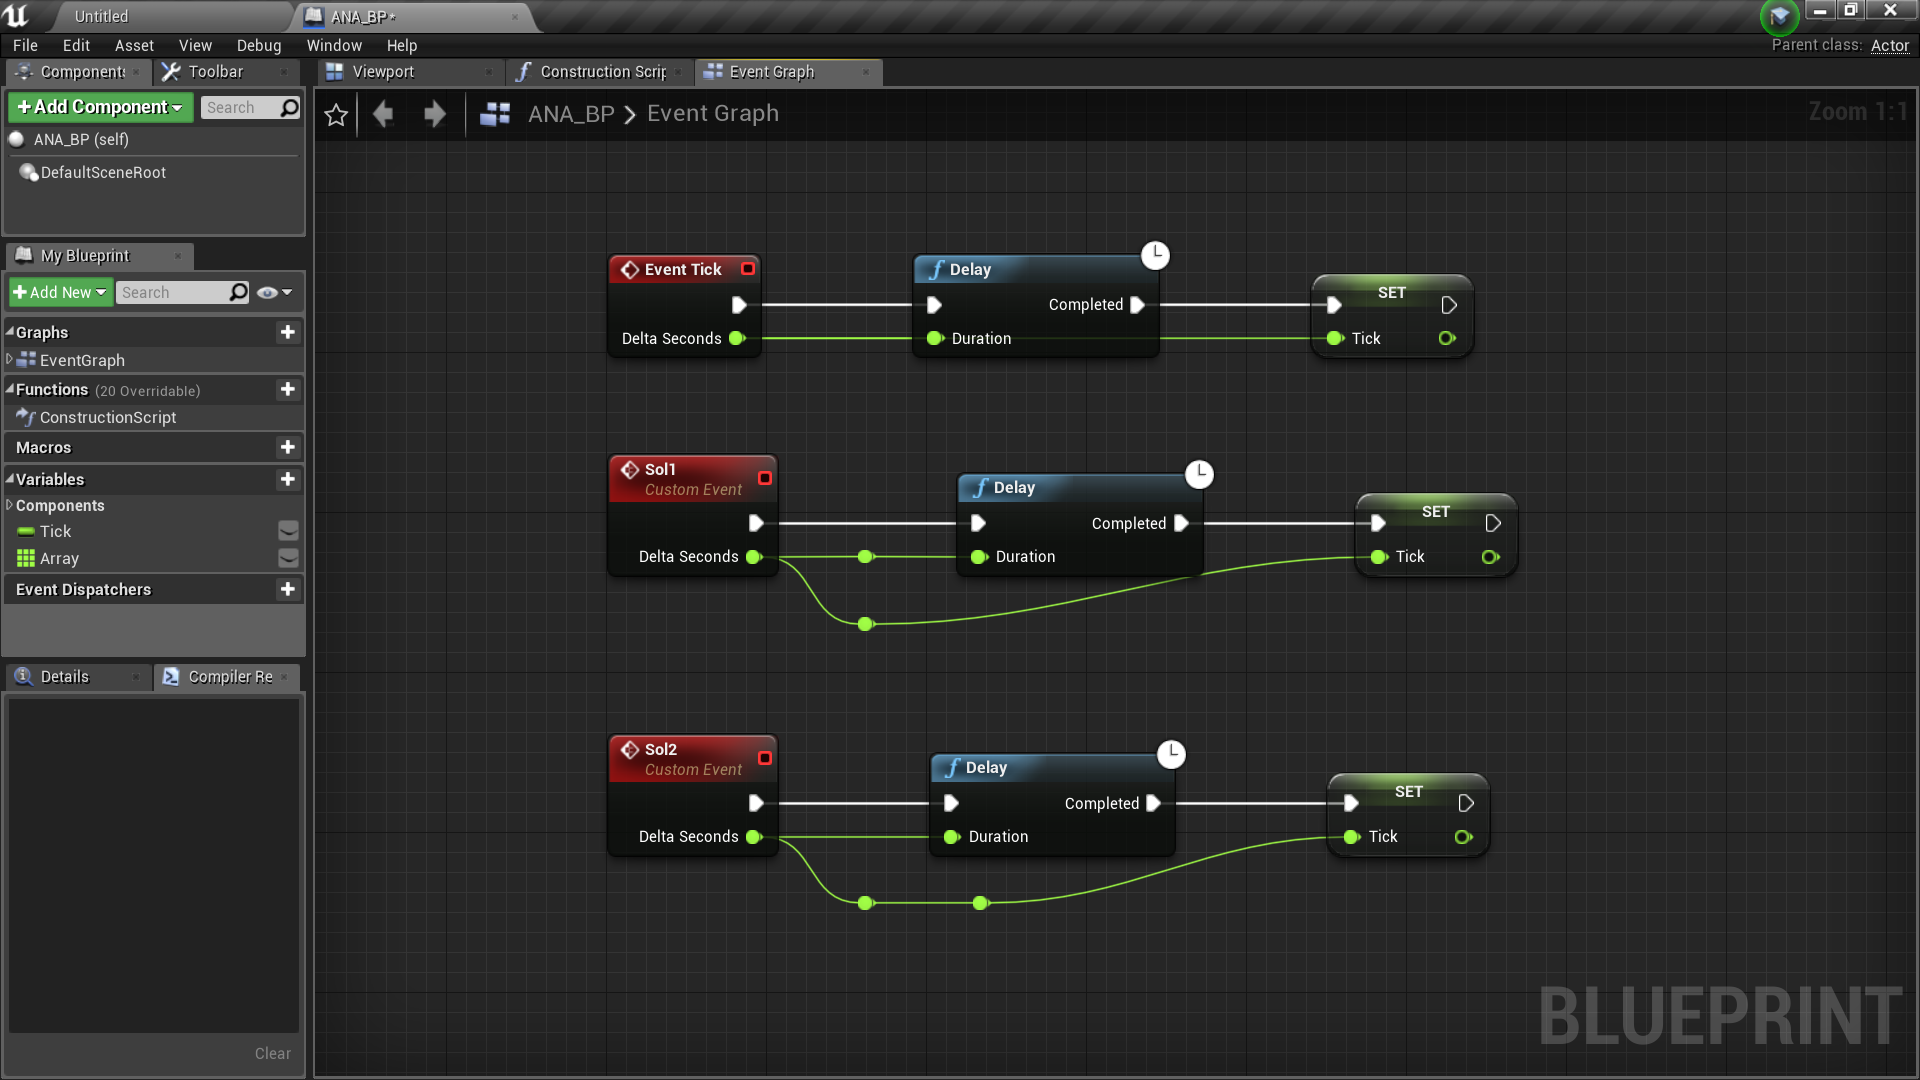 Untitled
ANA_BP*
File Edit Asset View Debug Window Help
Parent class: Actor
Components
Toolbar
Viewport
Construction Scrip
Event Graph
+Add Component
Search
ANA_BP > Event Graph
Zoom 1:1
ANA_BP (self)
DefaultSceneRoot
My Blueprint
+Add New
Search
Graphs
EventGraph
Functions (20 Overridable)
ConstructionScript
Macros
Variables
Components
Tick
Array
Event Dispatchers
Details
Compiler Re
Clear
Event Tick
Delta Seconds
Delay
Completed
Duration
SET
Tick
Sol1
Custom Event
Delta Seconds
Delay
Completed
Duration
SET
Tick
Sol2
Custom Event
Delta Seconds
Delay
Completed
Duration
SET
Tick
BLUEPRINT